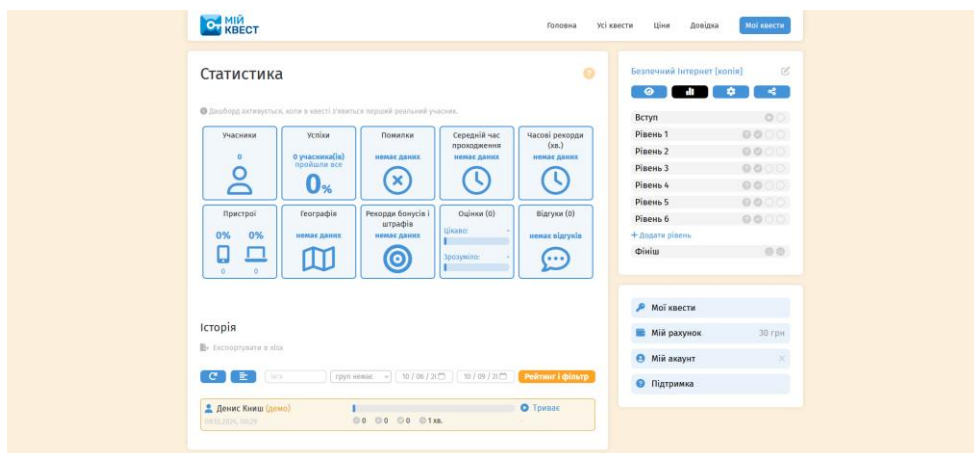 МІЙ
КВЕСТ
Головна
Усі квести
Ціни
Довідка
Мої квести
Статистика
?
Дашборд активується, коли в квесті з'явиться перший реальний учасник.
Учасники
0
Успіхи
0 учасника(ів)
пройшли все
0%
Помилки
немає даних
Середній час
проходження
немає даних
Часові рекорди
(хв.)
немає даних
Пристрої
0% 0%
0 0
Географія
немає даних
Рекорди бонусів і
штрафів
немає даних
Оцінки (0)
Цікаво: -
Зрозуміло: -
Відгуки (0)
немає відгуків
Історія
Експортувати в xlsx
груп немає
10 / 06 / 2
10 / 09 / 2
Рейтинг і фільтр
Денис Книш (демо)
09.10.2024, 00:29
0 0 0 1 хв.
Триває
Безпечний Інтернет [копія]
Вступ
Рівень 1
Рівень 2
Рівень 3
Рівень 4
Рівень 5
Рівень 6
+ Додати рівень
Фініш
Мої квести
Мій рахунок 30 грн
Мій акаунт
Підтримка